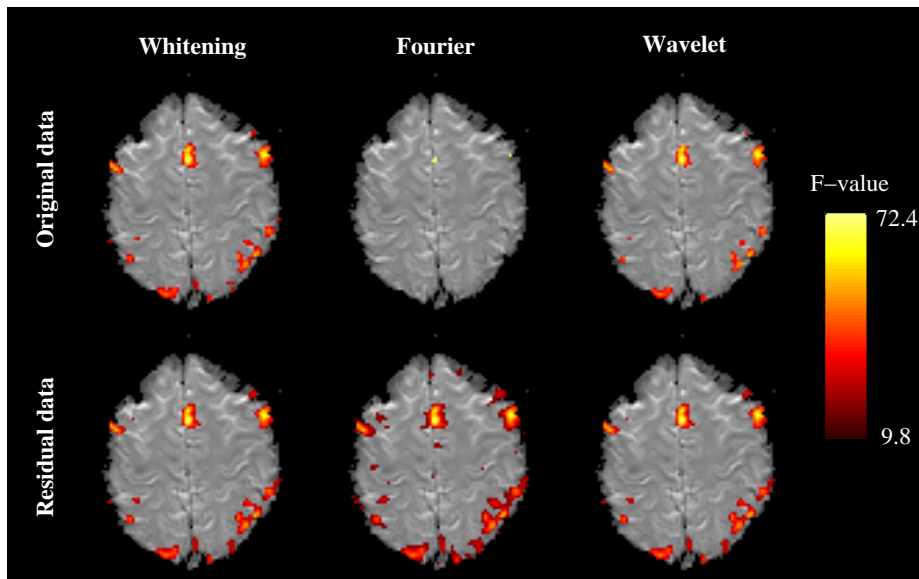 Whitening
Fourier
Wavelet
Original data
Residual data
F−value
72.4
9.8